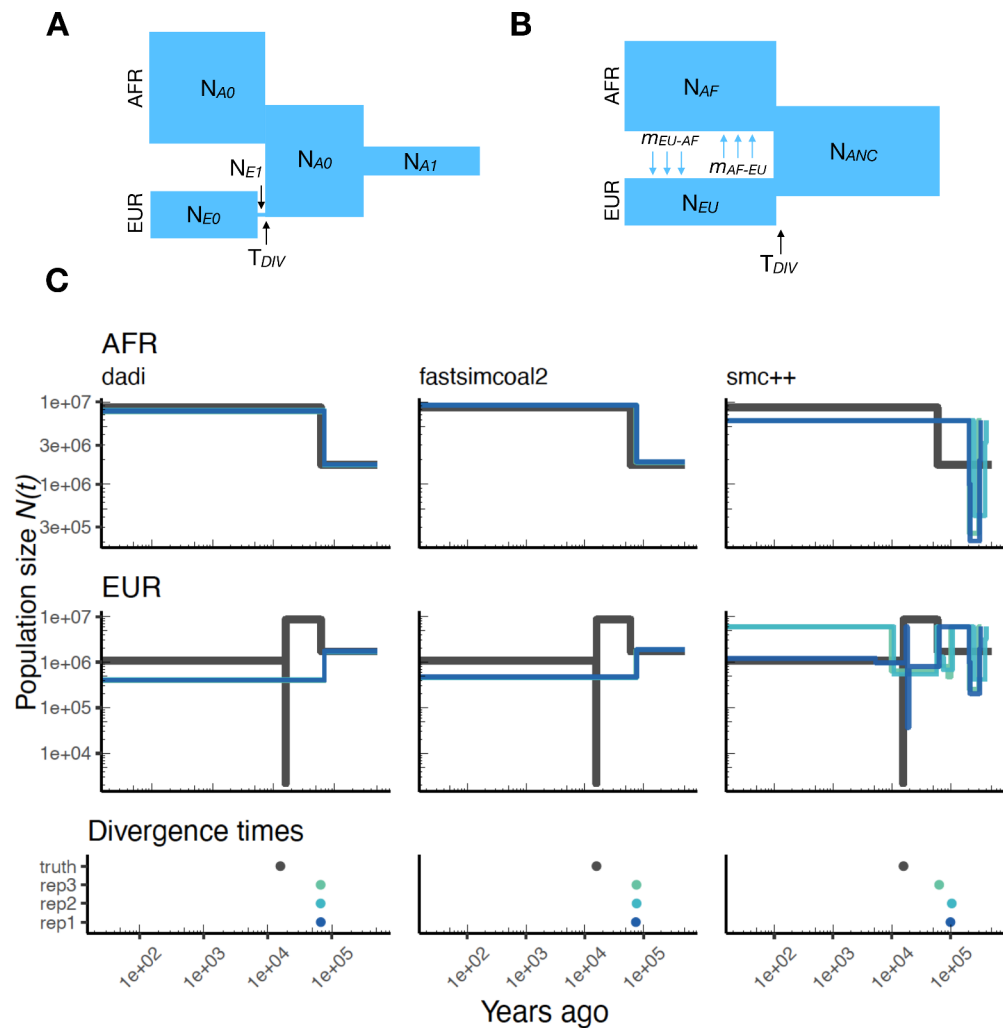 A
B
AFR
N_A0
N_E1
N_A0
N_A1
EUR
N_E0
T_DIV
AFR
N_AF
m_EU-AF
m_AF-EU
N_ANC
EUR
N_EU
T_DIV
C
AFR
dadi
fastsimcoal2
smc++
1e+07
3e+06
1e+06
3e+05
Population size N(t)
EUR
1e+07
1e+06
1e+05
1e+04
Divergence times
truth
rep3
rep2
rep1
1e+02
1e+03
1e+04
1e+05
1e+02
1e+03
1e+04
1e+05
1e+02
1e+03
1e+04
1e+05
Years ago